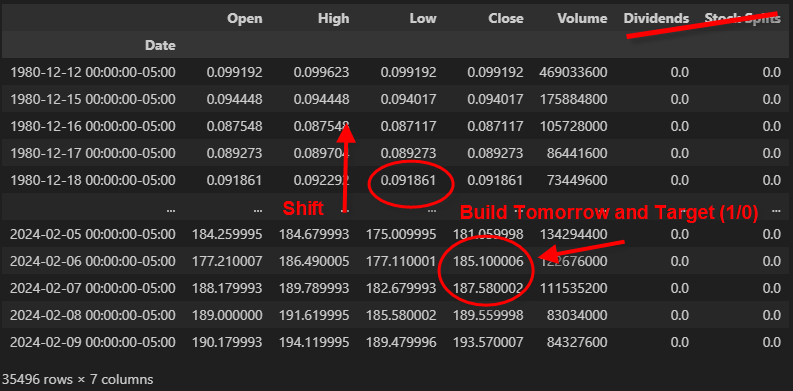 Open High Low Close Volume Dividends Stock Splits
Date
1980-12-12 00:00:00-05:00 0.099192 0.099623 0.099192 0.099192 469033600 0.0 0.0
1980-12-15 00:00:00-05:00 0.094448 0.094448 0.094017 0.094017 175884800 0.0 0.0
1980-12-16 00:00:00-05:00 0.087548 0.087548 0.087117 0.087117 105728000 0.0 0.0
1980-12-17 00:00:00-05:00 0.089273 0.089704 0.089273 0.089273 86441600 0.0 0.0
1980-12-18 00:00:00-05:00 0.091861 0.092292 0.091861 0.091861 73449600 0.0 0.0
Shift
... ... ... ... ... ... ... ...
Build Tomorrow and Target (1/0)
2024-02-05 00:00:00-05:00 184.259995 184.679993 175.009995 181.059998 134294400 0.0 0.0
2024-02-06 00:00:00-05:00 177.210007 186.490005 177.110001 185.100006 122676000 0.0 0.0
2024-02-07 00:00:00-05:00 188.179993 189.789993 182.679993 187.580002 111535200 0.0 0.0
2024-02-08 00:00:00-05:00 189.000000 191.619995 185.580002 189.559998 83034000 0.0 0.0
2024-02-09 00:00:00-05:00 190.179993 194.119995 189.479996 193.570007 84327600 0.0 0.0
35496 rows × 7 columns